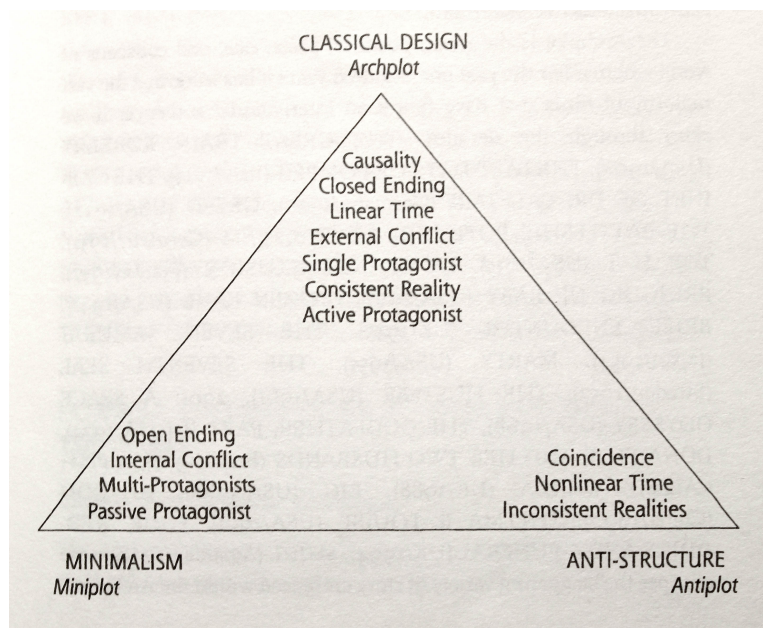 CLASSICAL DESIGN
Archplot
Causality
Closed Ending
Linear Time
External Conflict
Single Protagonist
Consistent Reality
Active Protagonist
Open Ending
Internal Conflict
Multi-Protagonists
Passive Protagonist
Coincidence
Nonlinear Time
Inconsistent Realities
MINIMALISM
Miniplot
ANTI-STRUCTURE
Antiplot